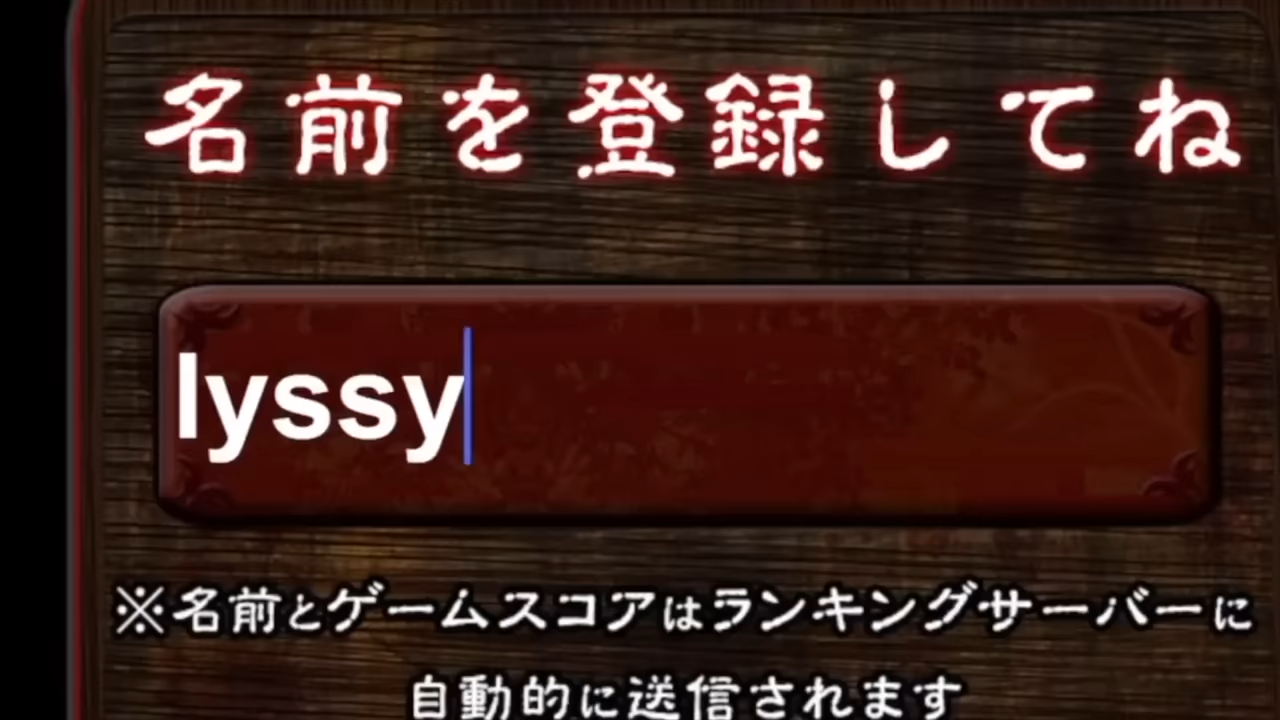 名前を登録してね
lyssy
※名前とゲームスコアはランキングサーバーに
自動的に送信されます